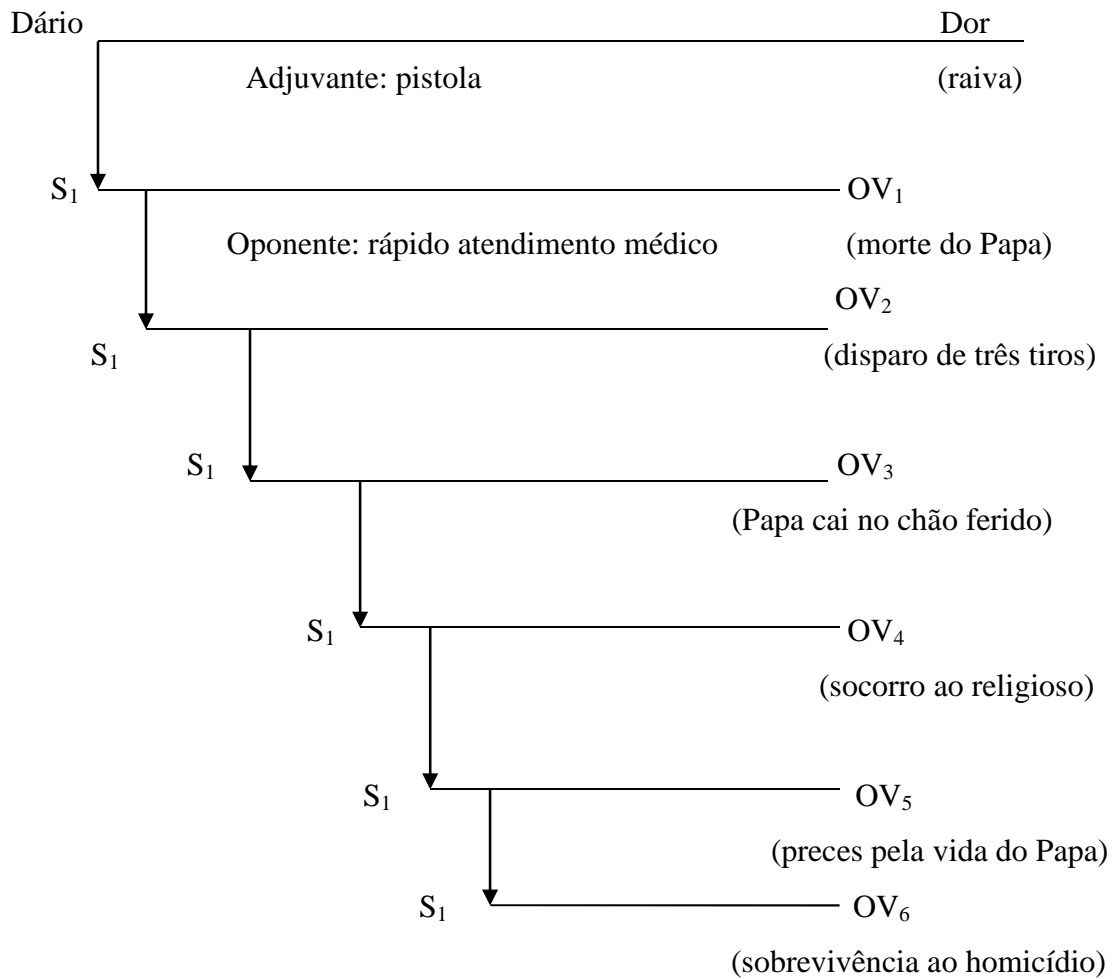 Dário Dor
Adjuvante: pistola (raiva)
S₁ OV₁
Oponente: rápido atendimento médico (morte do Papa)
OV₂
S₁ (disparo de três tiros)
S₁ OV₃
(Papa cai no chão ferido)
S₁ OV₄
(socorro ao religioso)
S₁ OV₅
(preces pela vida do Papa)
S₁ OV₆
(sobrevivência ao homicídio)